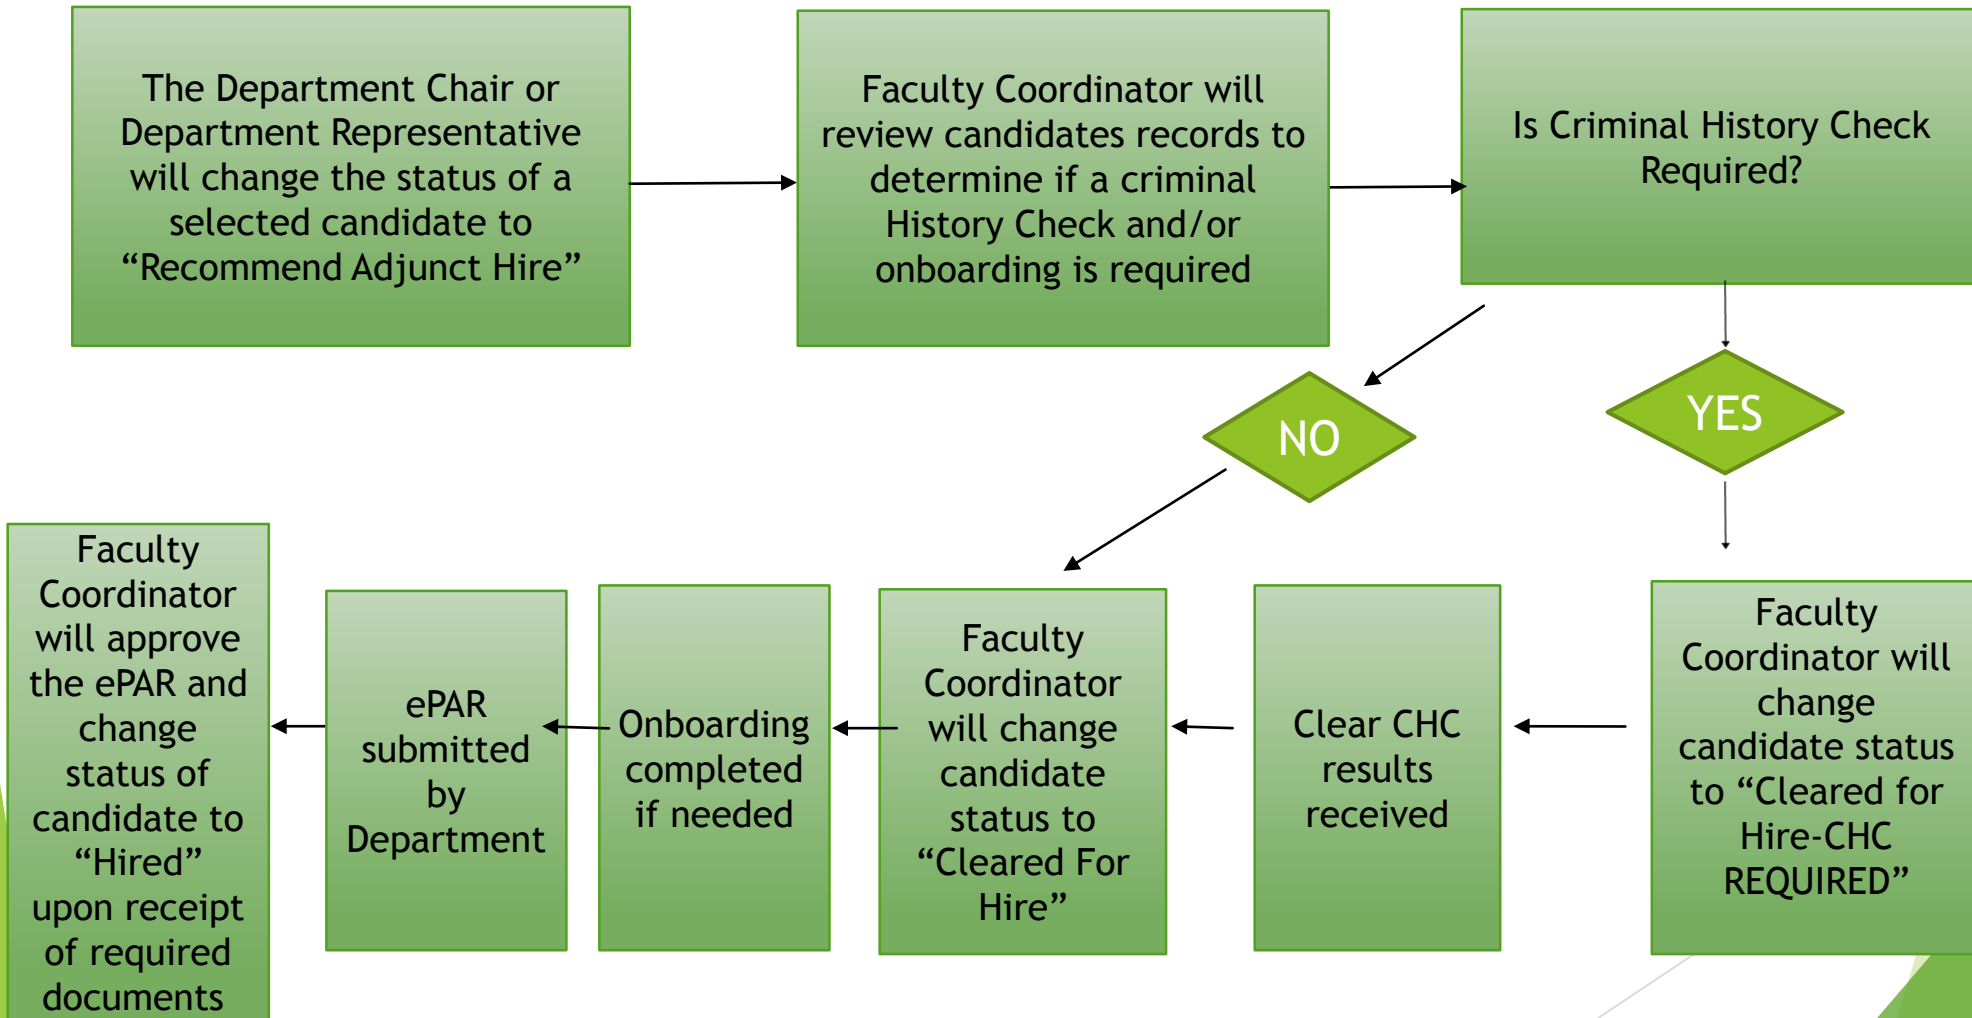 The Department Chair or
Department Representative
will change the status of a
selected candidate to
“Recommend Adjunct Hire”
Faculty Coordinator will
review candidates records to
determine if a criminal
History Check and/or
onboarding is required
Is Criminal History Check
Required?
NO
YES
Faculty
Coordinator will
change
candidate status
to “Cleared for
Hire-CHC
REQUIRED”
Clear CHC
results
received
Faculty
Coordinator
will change
candidate
status to
“Cleared For
Hire”
Onboarding
completed
if needed
ePAR
submitted
by
Department
Faculty
Coordinator
will approve
the ePAR and
change
status of
candidate to
“Hired”
upon receipt
of required
documents